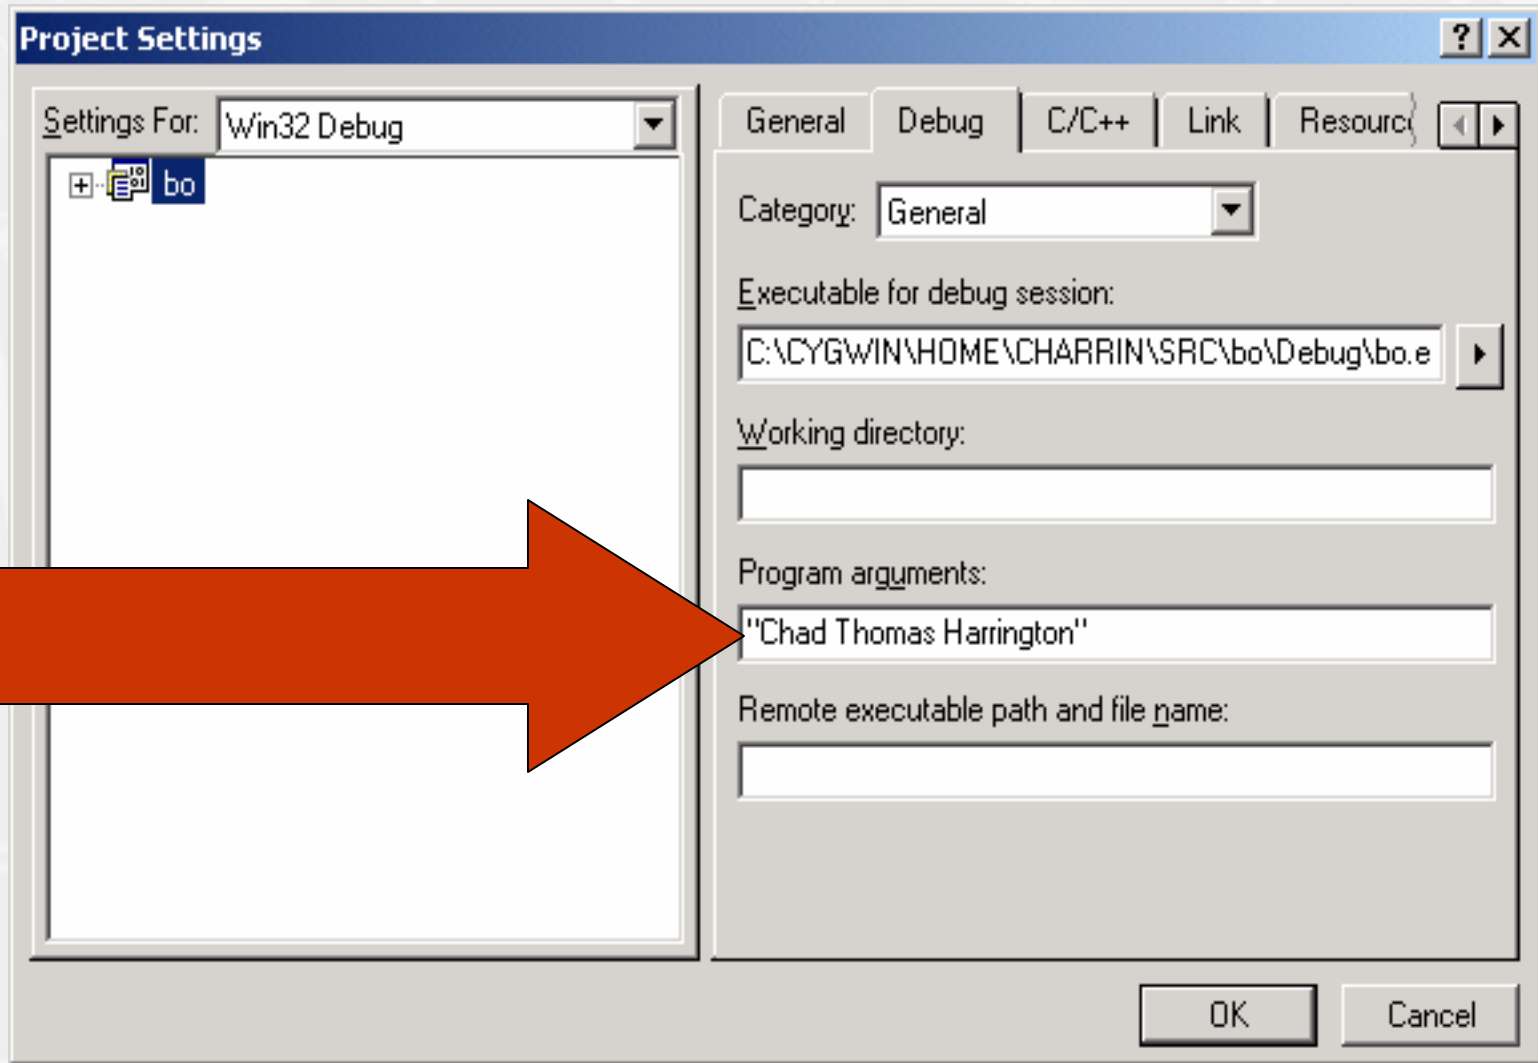 Project Settings
Settings For: Win32 Debug
bo
General Debug C/C++ Link Resourc
Category: General
Executable for debug session:
C:\CYGWIN\HOME\CHARRIN\SRC\bo\Debug\bo.e
Working directory:
Program arguments:
"Chad Thomas Harrington"
Remote executable path and file name:
OK Cancel